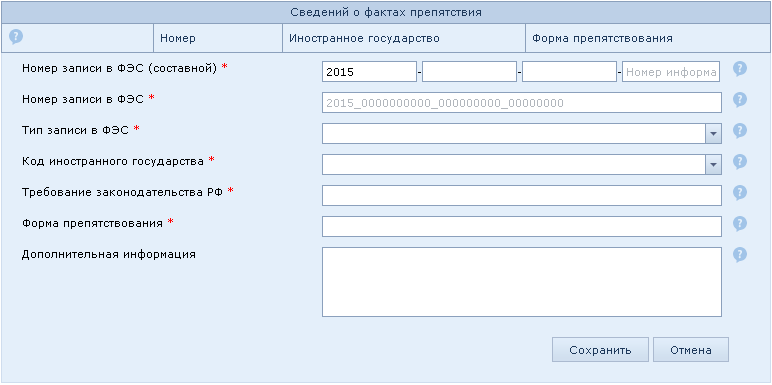 Сведений о фактах препятствия
? Номер Иностранное государство Форма препятствования
Номер записи в ФЭС (составной) * 2015 - - - Номер информа ?
Номер записи в ФЭС * 2015_0000000000_000000000_00000000 ?
Тип записи в ФЭС * ?
Код иностранного государства * ?
Требование законодательства РФ * ?
Форма препятствования * ?
Дополнительная информация ?
Сохранить Отмена